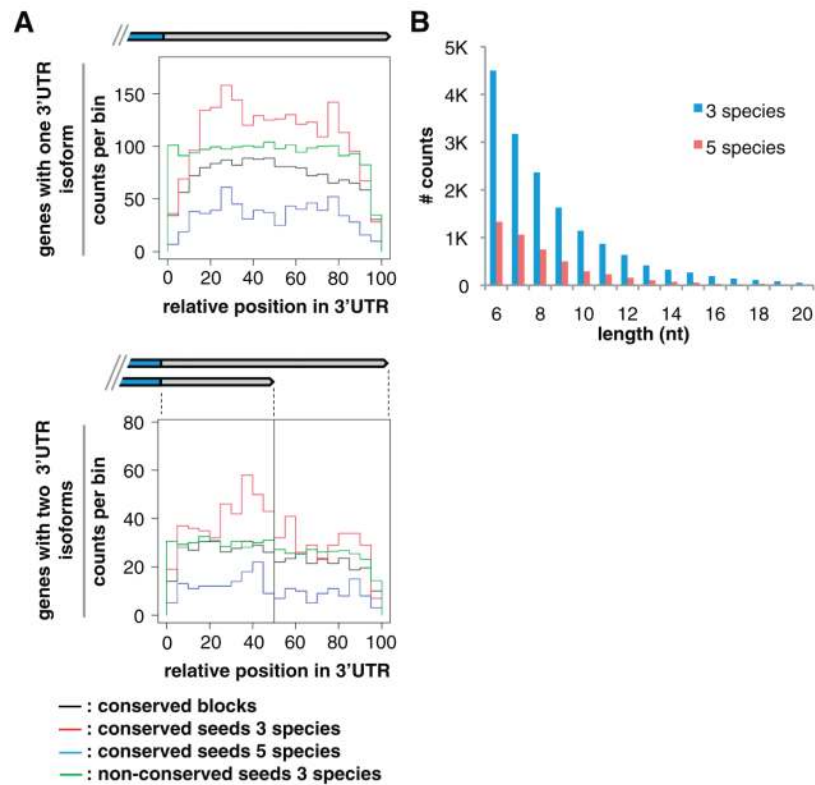 A
genes with one 3'UTR
isoform
counts per bin
150
100
50
0
0 20 40 60 80 100
relative position in 3'UTR
genes with two 3'UTR
isoforms
counts per bin
80
60
40
20
0
0 20 40 60 80 100
relative position in 3'UTR
: conserved blocks
: conserved seeds 3 species
: conserved seeds 5 species
: non-conserved seeds 3 species
B
# counts
5K
4K
3K
2K
1K
0
3 species
5 species
6 8 10 12 14 16 18 20
length (nt)